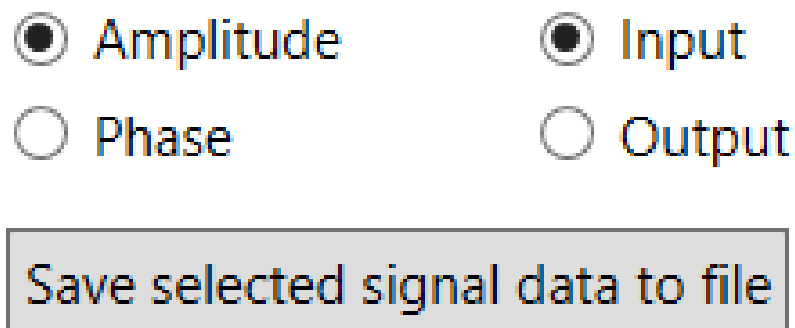 Amplitude Input
Phase Output
Save selected signal data to file